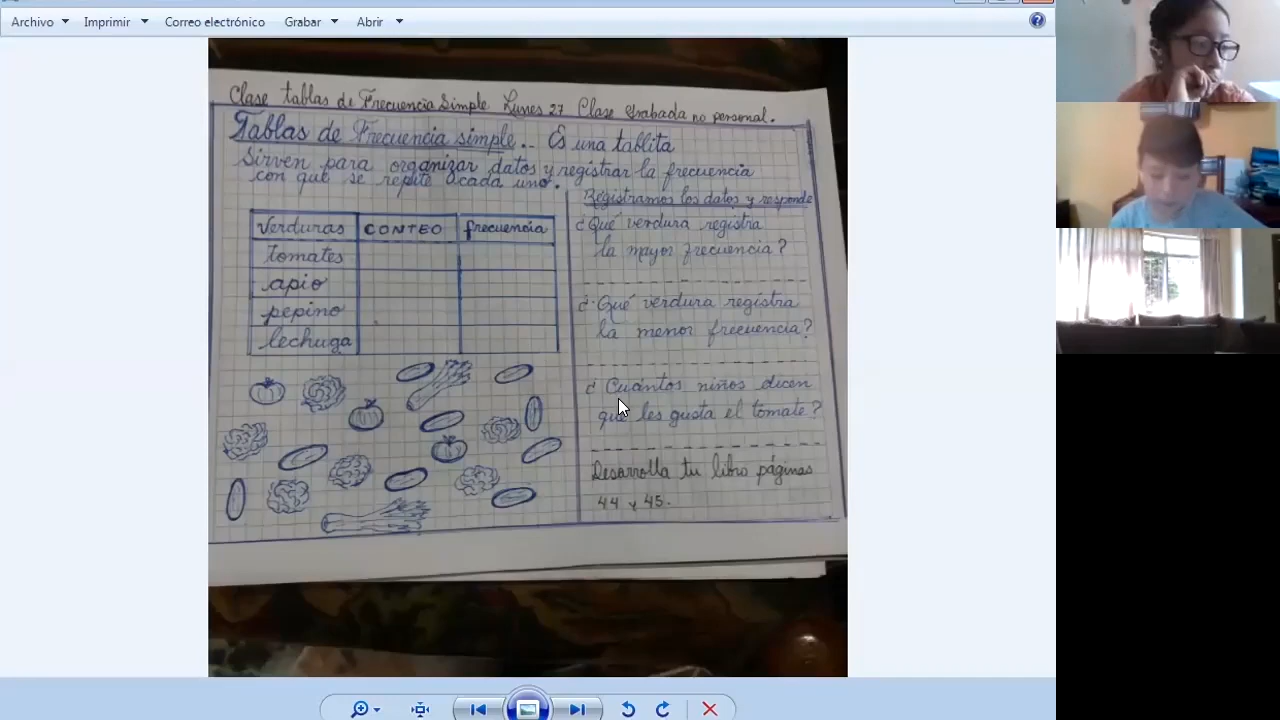 Archivo Imprimir Correo electrónico Grabar Abrir
Clase tablas de Frecuencia Simple. Lunes 27 Clase Grabada no personal.
Tablas de Frecuencia simple.. Es una tablita
Sirven para organizar datos y registrar la frecuencia
con que se repite a cada uno.
Verduras CONTEO frecuencia
tomates
apio
pepino
lechuga
Registramos los datos y responde
¿Qué verdura registra
la mayor frecuencia?
¿Qué verdura registra
la menor frecuencia?
¿Cuántos niños dicen
que les gusta el tomate?
Desarrolla tu libro páginas
44 y 45.